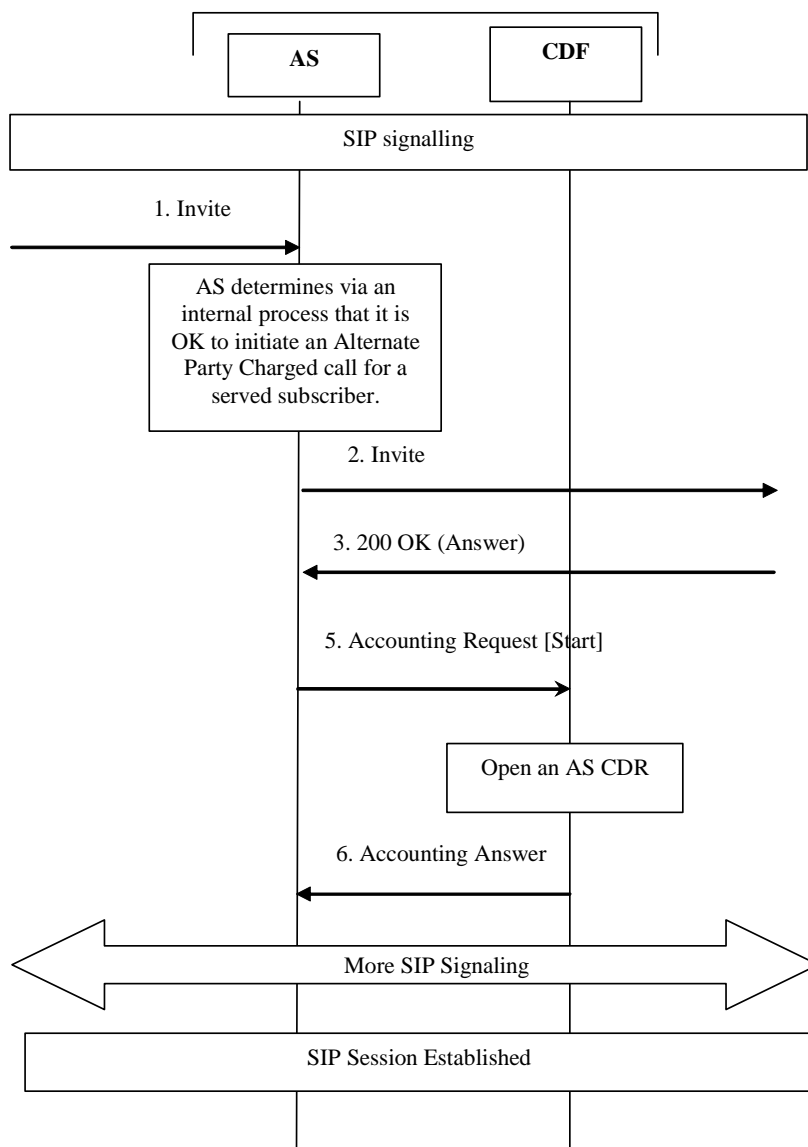 AS
CDF
SIP signalling
1. Invite
AS determines via an
internal process that it is
OK to initiate an Alternate
Party Charged call for a
served subscriber.
2. Invite
3. 200 OK (Answer)
5. Accounting Request [Start]
Open an AS CDR
6. Accounting Answer
More SIP Signaling
SIP Session Established